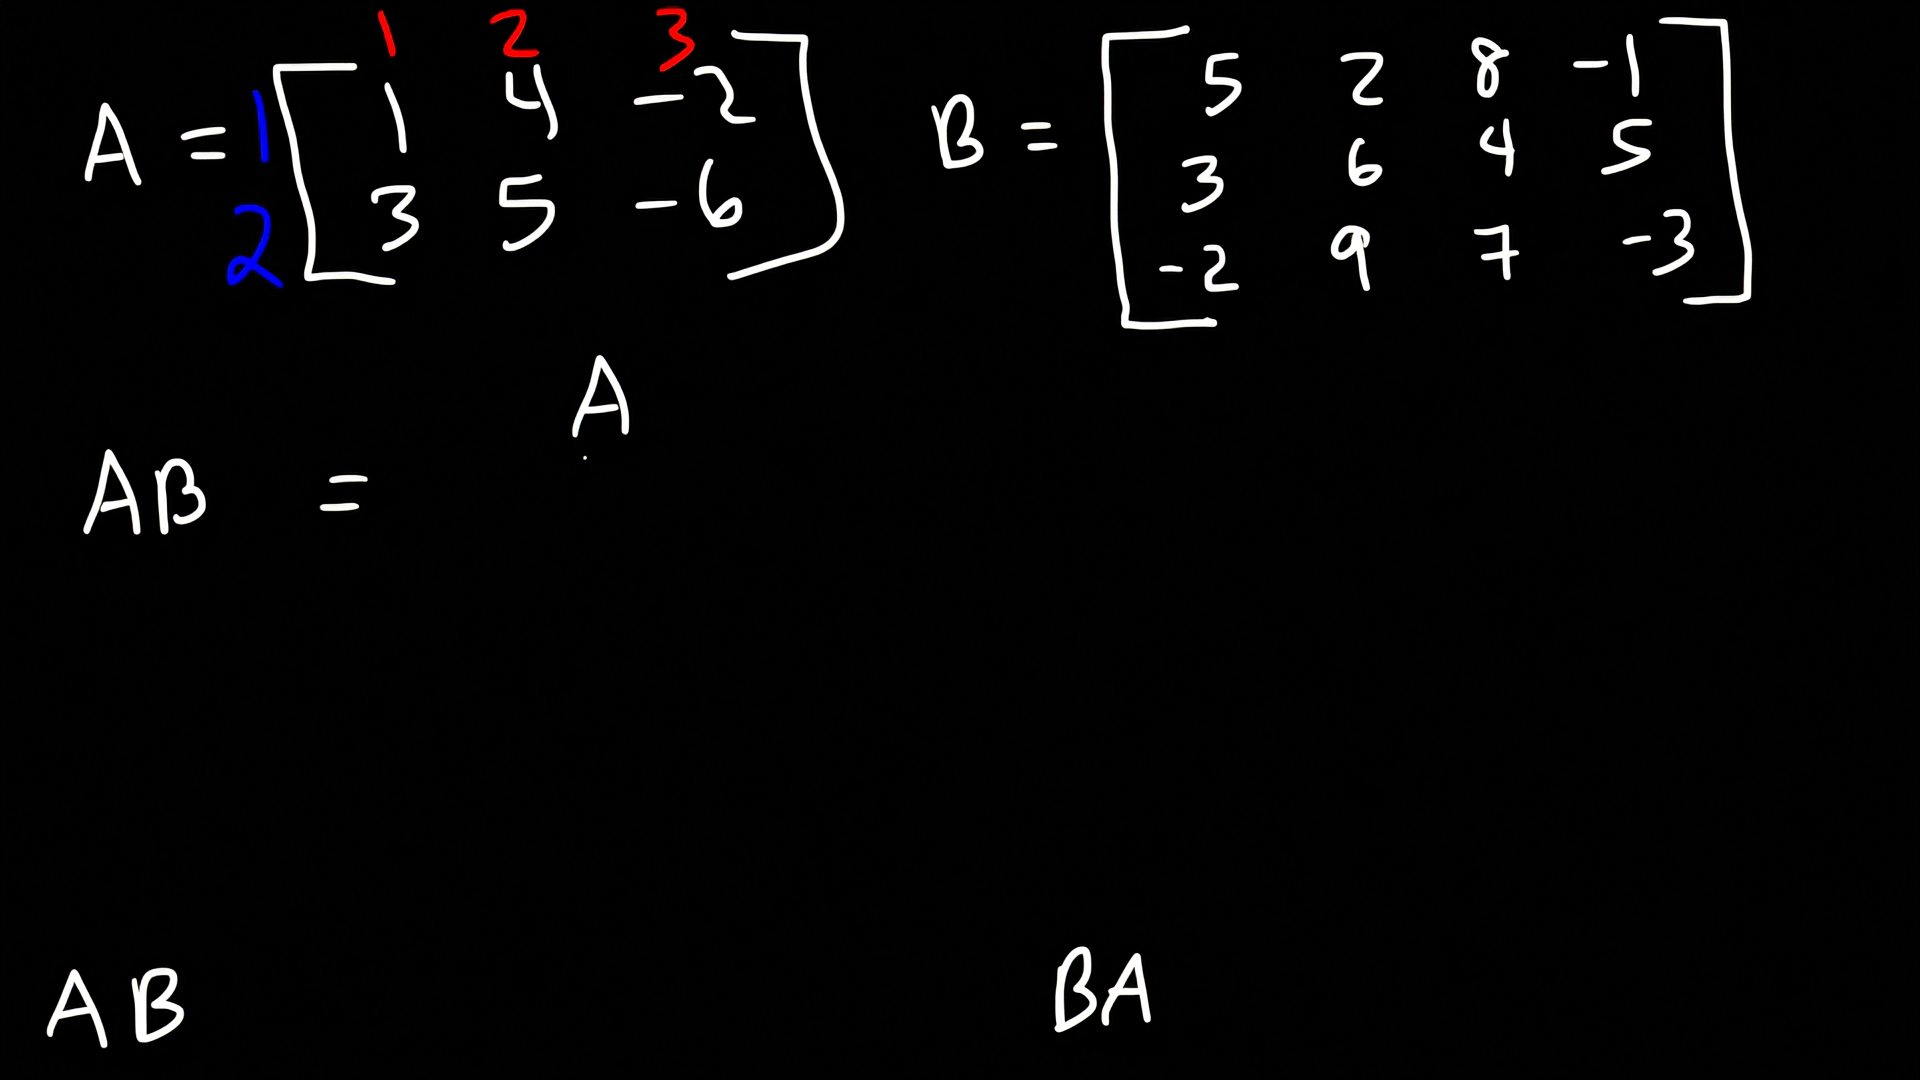 1 2 3
A = 1 [ 1 4 -2 ] B = [ 5 2 8 -1 ]
2 [ 3 5 -6 ] [ 3 6 4 5 ]
[ -2 9 7 -3 ]
A
AB =
AB BA